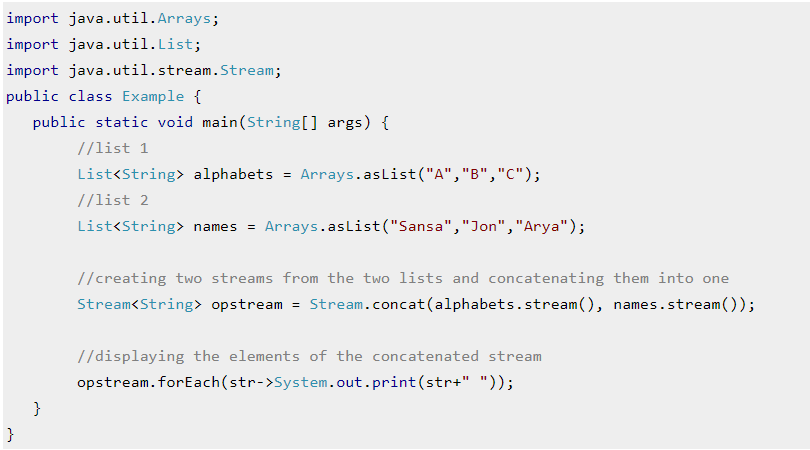 import java.util.Arrays;
import java.util.List;
import java.util.stream.Stream;
public class Example {
   public static void main(String[] args) {
        //list 1
        List<String> alphabets = Arrays.asList("A","B","C");
        //list 2
        List<String> names = Arrays.asList("Sansa","Jon","Arya");

        //creating two streams from the two lists and concatenating them into one
        Stream<String> opstream = Stream.concat(alphabets.stream(), names.stream());

        //displaying the elements of the concatenated stream
        opstream.forEach(str->System.out.print(str+" "));
   }
}